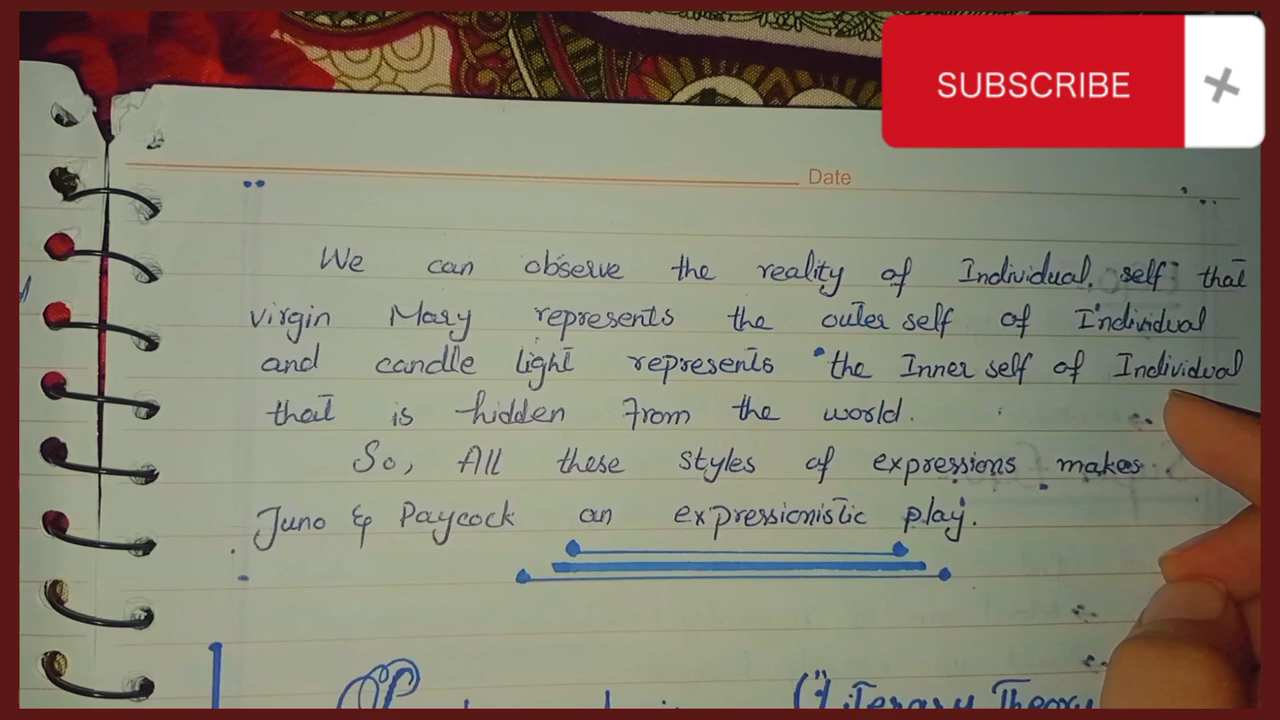 SUBSCRIBE
Date
We can observe the reality of Individual self that
virgin Mary represents the outer self of Individual
and candle light represents the Inner self of Individual
that is hidden from the world.
So, All these styles of expressions makes
Juno & Paycock an expressionistic play.
("Literary Theory